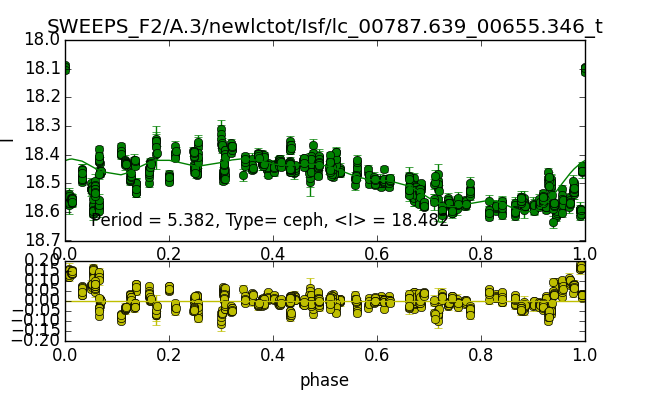 SWEEPS_F2/A.3/newlctot/Isf/lc_00787.639_00655.346_t
18.0
18.1
18.2
18.3
18.4
18.5
18.6
18.7
I
Period = 5.382, Type= ceph, <I> = 18.482
0.0 0.2 0.4 0.6 0.8 1.0
0.20
0.15
0.10
0.05
0.00
−0.05
−0.10
−0.15
−0.20
0.0 0.2 0.4 0.6 0.8 1.0
phase